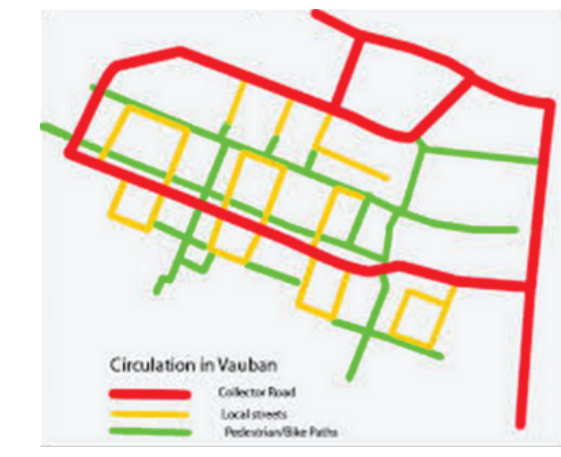 Circulation in Vauban
Collector Road
Local streets
Pedestrian/Bike Paths